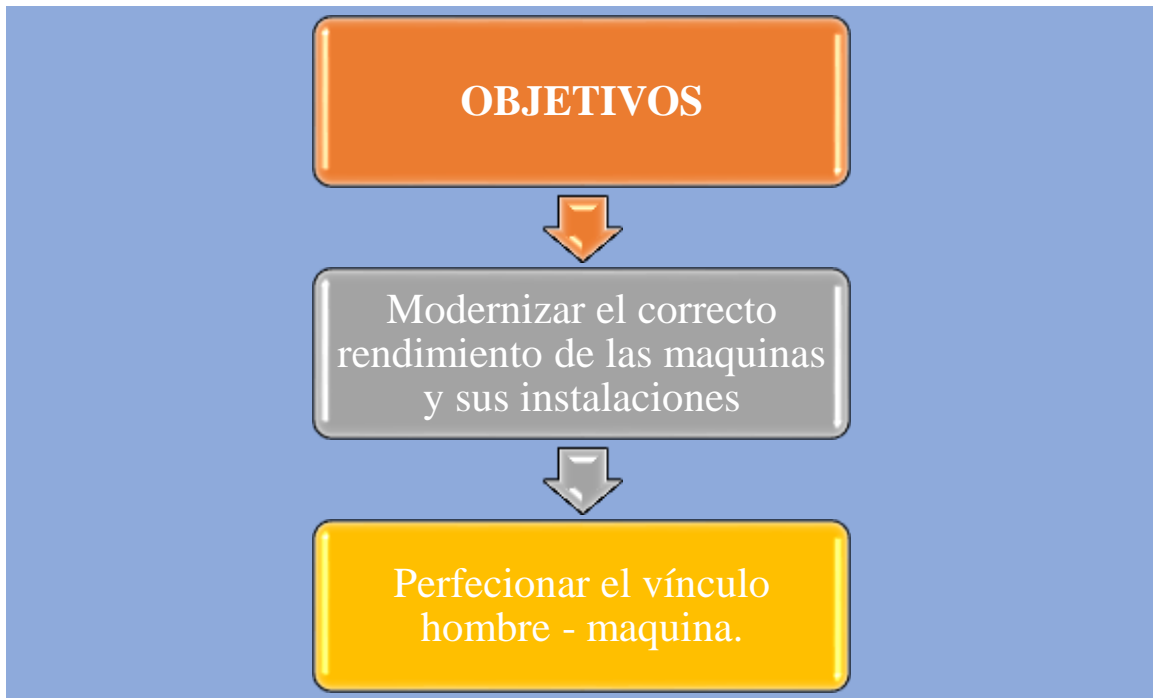 OBJETIVOS
Modernizar el correcto
rendimiento de las maquinas
y sus instalaciones
Perfecionar el vínculo
hombre - maquina.